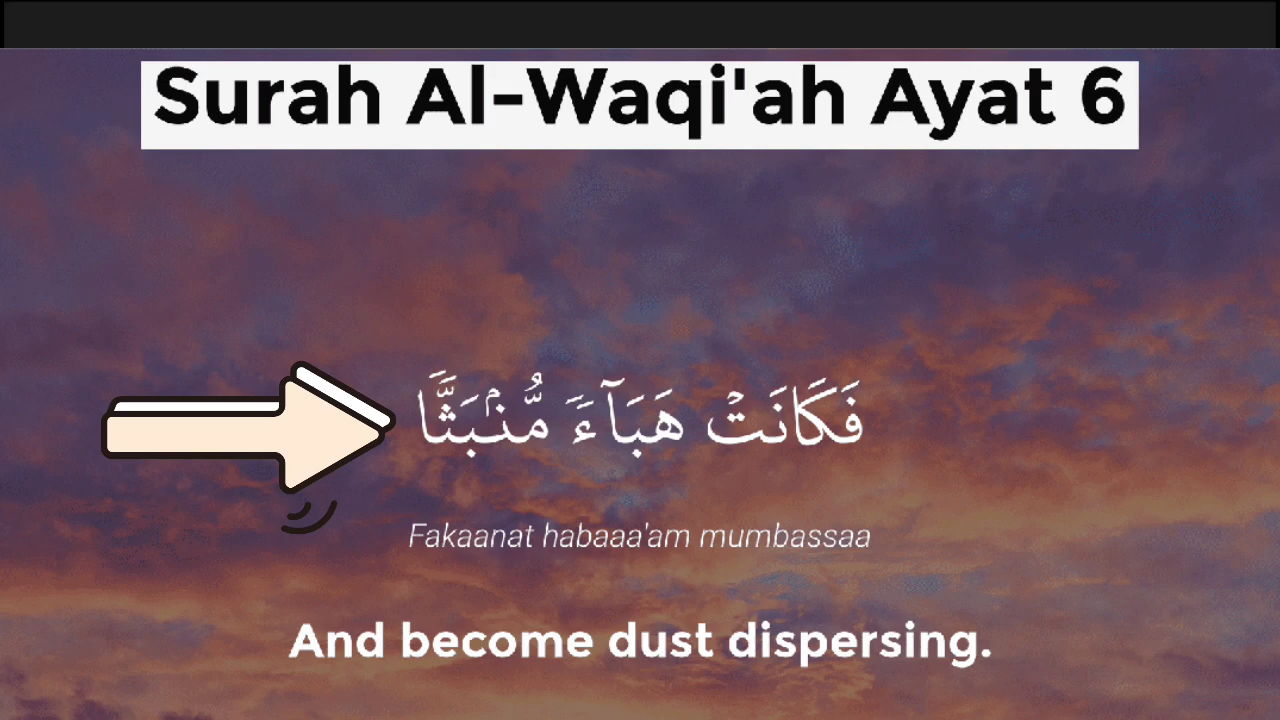 Surah Al-Waqi'ah Ayat 6
فَكَانَتْ هَبَآءً مُّنۢبَثًّا
Fakaanat habaaa'am mumbassaa
And become dust dispersing.